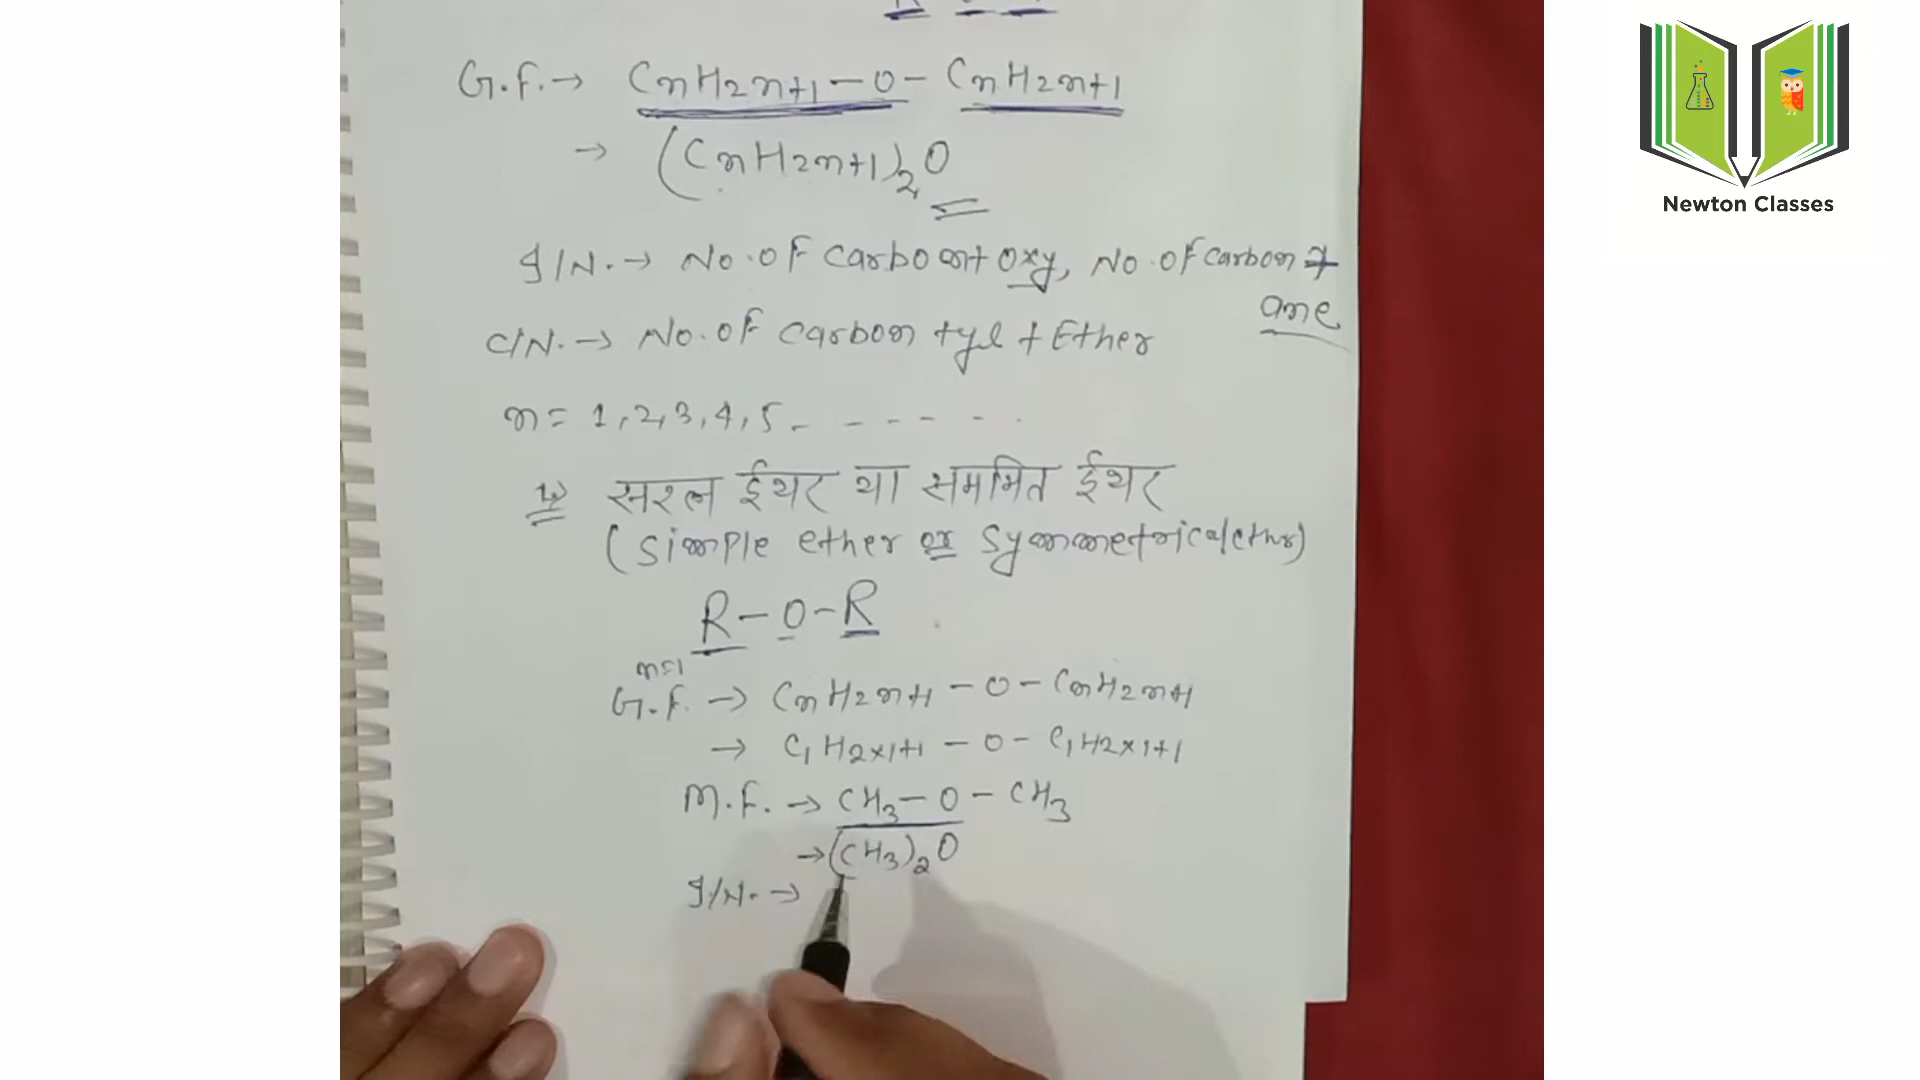 G.F. → CnH2n+1 - O - CnH2n+1
→ (CnH2n+1)2O
I/N. → No. of carbon + oxy, No. of carbon +
ane
C/N. → No. of carbon + yl + Ether
n = 1, 2, 3, 4, 5 - - - - - -
1) सरल ईथर या सममित ईथर
(Simple ether or Symmetrical ether)
R - O - R
n=1
G.F. → CnH2n+1 - O - CnH2n+1
→ C1H2×1+1 - O - C1H2×1+1
M.F. → CH3 - O - CH3
→ (CH3)2O
I/N. →
Newton Classes